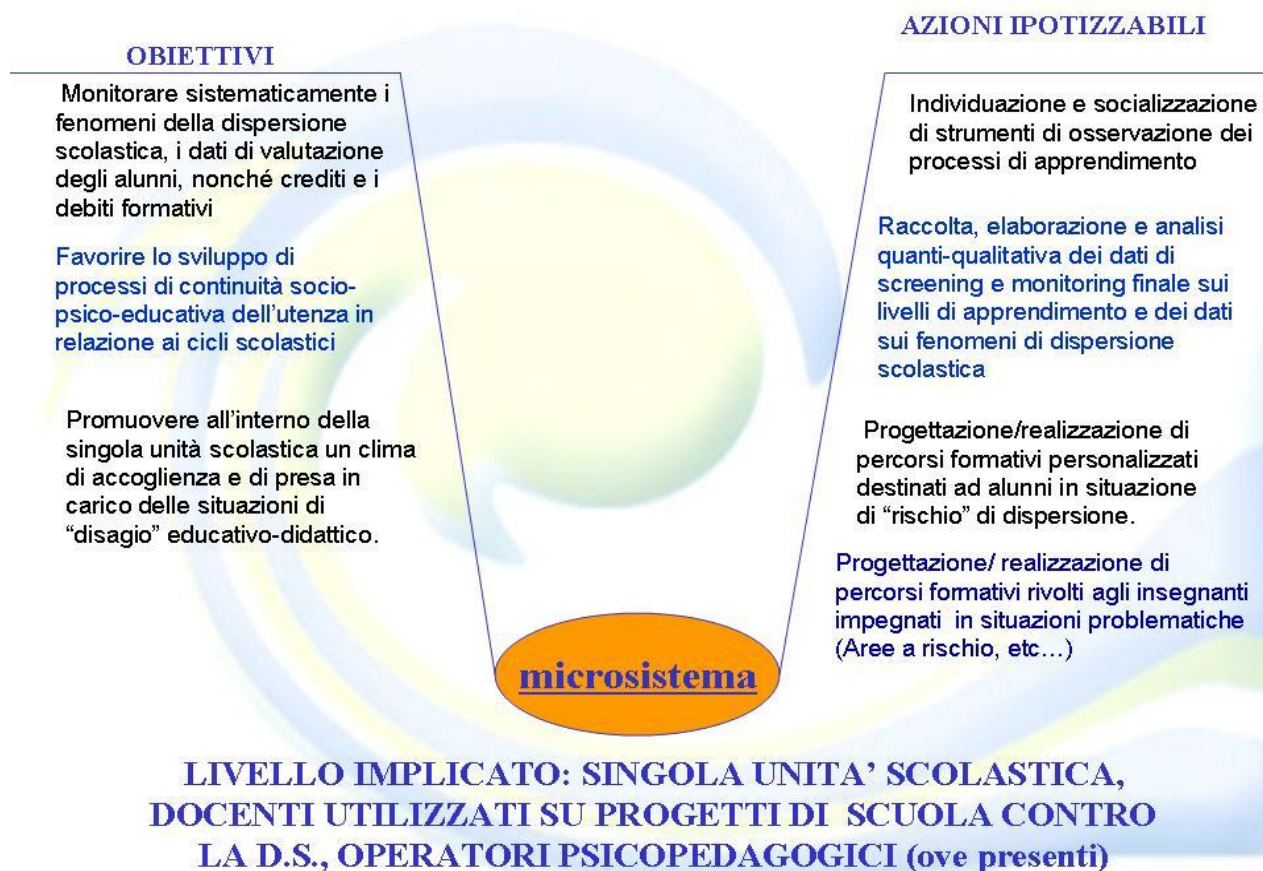 OBIETTIVI
Monitorare sistematicamente i
fenomeni della dispersione
scolastica, i dati di valutazione
degli alunni, nonché crediti e i
debiti formativi
Favorire lo sviluppo di
processi di continuità socio-
psico-educativa dell'utenza in
relazione ai cicli scolastici
Promuovere all'interno della
singola unità scolastica un clima
di accoglienza e di presa in
carico delle situazioni di
"disagio" educativo-didattico.
AZIONI IPOTIZZABILI
Individuazione e socializzazione
di strumenti di osservazione dei
processi di apprendimento
Raccolta, elaborazione e analisi
quanti-qualitativa dei dati di
screening e monitoring finale sui
livelli di apprendimento e dei dati
sui fenomeni di dispersione
scolastica
Progettazione/realizzazione di
percorsi formativi personalizzati
destinati ad alunni in situazione
di "rischio" di dispersione.
Progettazione/ realizzazione di
percorsi formativi rivolti agli insegnanti
impegnati in situazioni problematiche
(Aree a rischio, etc…)
microsistema
LIVELLO IMPLICATO: SINGOLA UNITA' SCOLASTICA,
DOCENTI UTILIZZATI SU PROGETTI DI SCUOLA CONTRO
LA D.S., OPERATORI PSICOPEDAGOGICI (ove presenti)